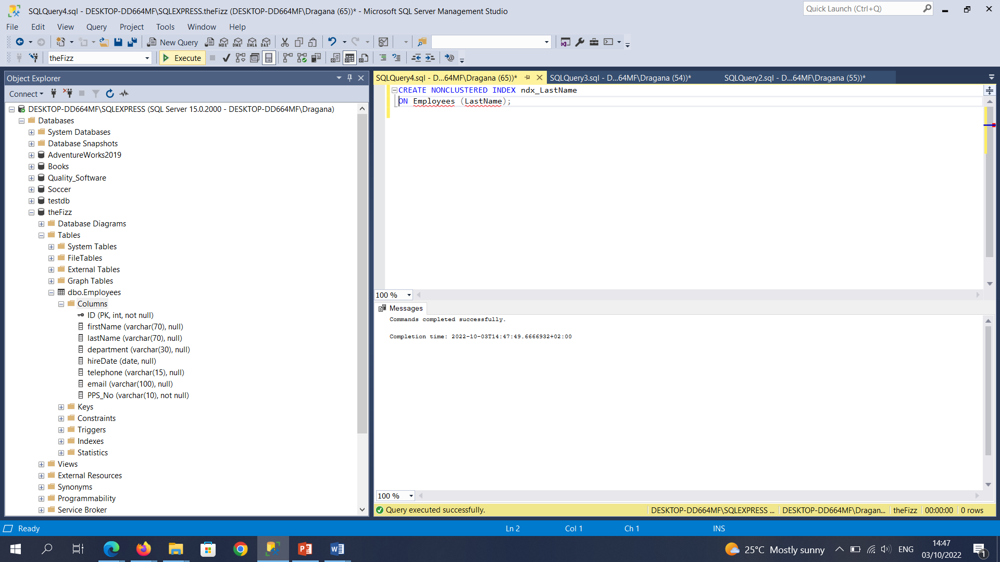 SQLQuery4.sql - DESKTOP-DD664MF\SQLEXPRESS.theFizz (DESKTOP-DD664MF\Dragana (65))* - Microsoft SQL Server Management Studio
Quick Launch (Ctrl+Q)
File Edit View Query Project Tools Window Help
New Query MDX DMX XMLA DAX
theFizz Execute
Object Explorer
Connect
DESKTOP-DD664MF\SQLEXPRESS (SQL Server 15.0.2000 - DESKTOP-DD664MF\Dragana)
Databases
System Databases
Database Snapshots
AdventureWorks2019
Books
Quality_Software
Soccer
testdb
theFizz
Database Diagrams
Tables
System Tables
FileTables
External Tables
Graph Tables
dbo.Employees
Columns
ID (PK, int, not null)
firstName (varchar(70), null)
lastName (varchar(70), null)
department (varchar(30), null)
hireDate (date, null)
telephone (varchar(15), null)
email (varchar(100), null)
PPS_No (varchar(10), not null)
Keys
Constraints
Triggers
Indexes
Statistics
Views
External Resources
Synonyms
Programmability
Service Broker
SQLQuery4.sql - D...64MF\Dragana (65))* SQLQuery3.sql - D...64MF\Dragana (54))* SQLQuery2.sql - D...64MF\Dragana (55))*
CREATE NONCLUSTERED INDEX ndx_LastName
ON Employees (LastName);
100 %
Messages
Commands completed successfully.
Completion time: 2022-10-03T14:47:49.6666932+02:00
100 %
Query executed successfully. DESKTOP-DD664MF\SQLEXPRESS ... DESKTOP-DD664MF\Dragan... theFizz 00:00:00 0 rows
Ready Ln 2 Col 1 Ch 1 INS
25°C Mostly sunny ENG
14:47
03/10/2022
1